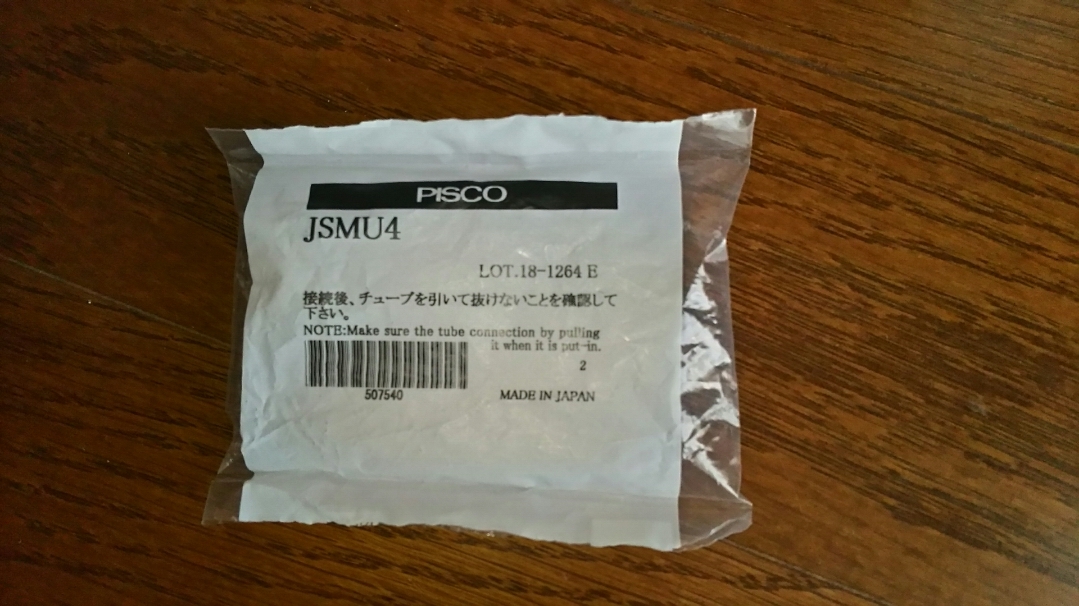 PISCO
JSMU4
LOT.18-1264 E
接続後、チューブを引いて抜けないことを確認して
下さい。
NOTE:Make sure the tube connection by pulling
it when it is put-in.
2
507540
MADE IN JAPAN